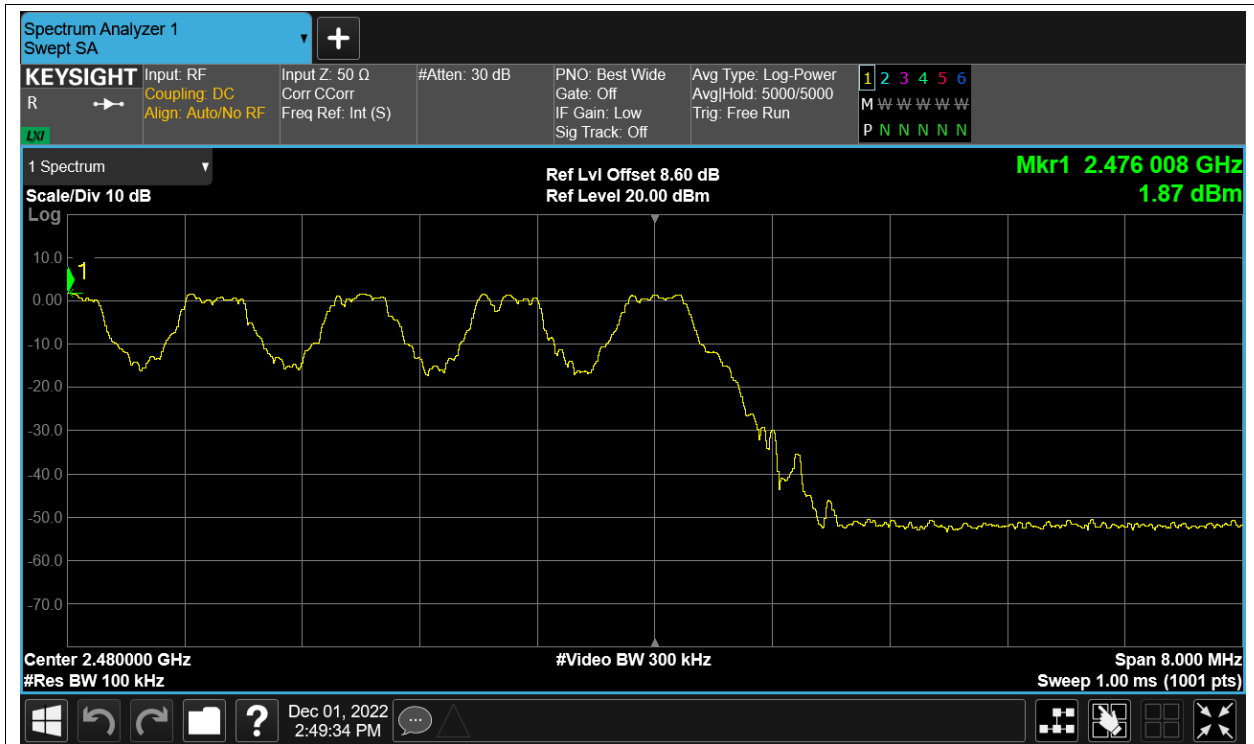 Spectrum Analyzer 1
Swept SA
+
KEYSIGHT
R
LXI
Input: RF
Coupling: DC
Align: Auto/No RF
Input Z: 50 Ω
Corr CCorr
Freq Ref: Int (S)
#Atten: 30 dB
PNO: Best Wide
Gate: Off
IF Gain: Low
Sig Track: Off
Avg Type: Log-Power
Avg|Hold: 5000/5000
Trig: Free Run
1 2 3 4 5 6
M W W W W W
P N N N N N
1 Spectrum
Scale/Div 10 dB
Log
Ref Lvl Offset 8.60 dB
Ref Level 20.00 dBm
Mkr1 2.476 008 GHz
1.87 dBm
10.0
1
0.00
-10.0
-20.0
-30.0
-40.0
-50.0
-60.0
-70.0
Center 2.480000 GHz
#Res BW 100 kHz
#Video BW 300 kHz
Span 8.000 MHz
Sweep 1.00 ms (1001 pts)
?
Dec 01, 2022
2:49:34 PM